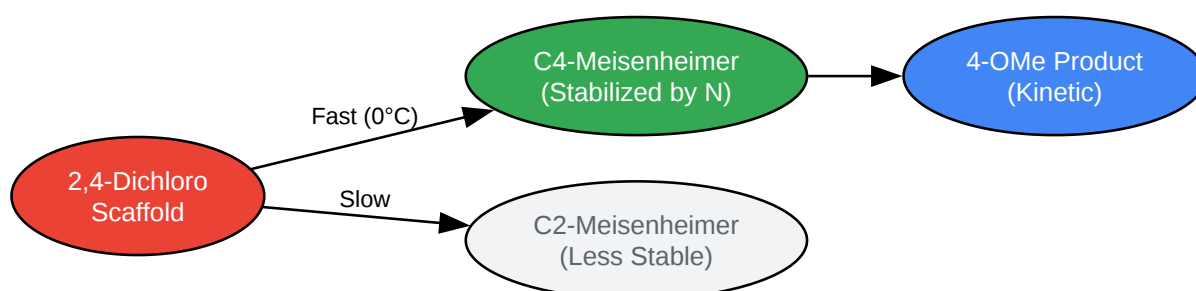 C4-Meisenheimer
(Stabilized by N)
4-OMe Product
(Kinetic)
Fast (0°C)
2,4-Dichloro
Scaffold
Slow
C2-Meisenheimer
(Less Stable)